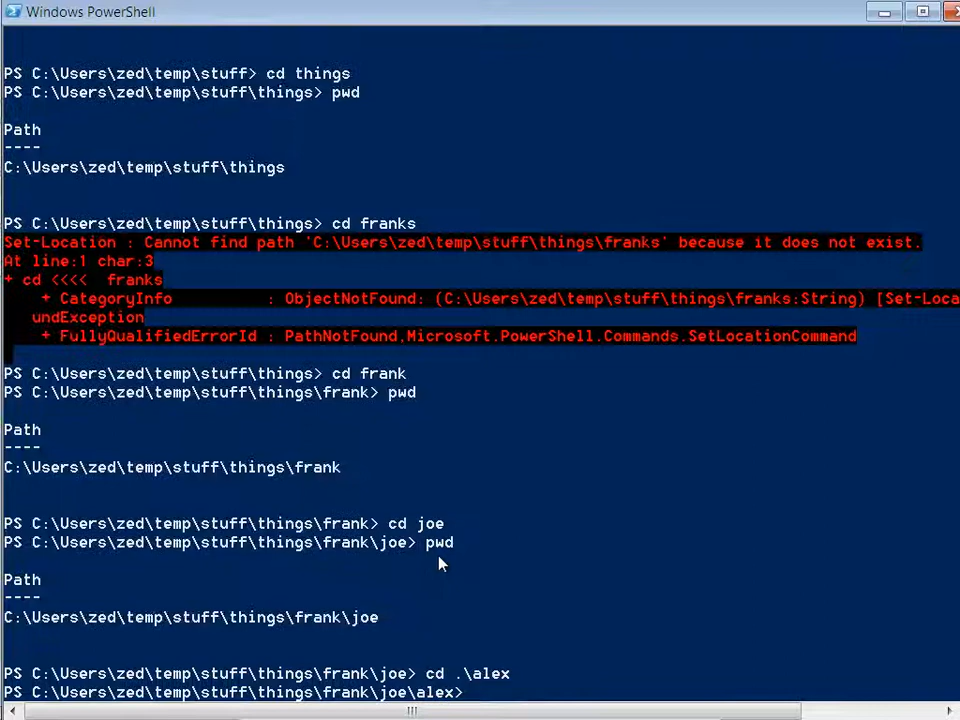 Windows PowerShell
PS C:\Users\zed\temp\stuff> cd things
PS C:\Users\zed\temp\stuff\things> pwd
Path
----
C:\Users\zed\temp\stuff\things
PS C:\Users\zed\temp\stuff\things> cd franks
Set-Location : Cannot find path 'C:\Users\zed\temp\stuff\things\franks' because it does not exist.
At line:1 char:3
+ cd <<<<  franks
    + CategoryInfo          : ObjectNotFound: (C:\Users\zed\temp\stuff\things\franks:String) [Set-Loca
   undException
    + FullyQualifiedErrorId : PathNotFound,Microsoft.PowerShell.Commands.SetLocationCommand
PS C:\Users\zed\temp\stuff\things> cd frank
PS C:\Users\zed\temp\stuff\things\frank> pwd
Path
----
C:\Users\zed\temp\stuff\things\frank
PS C:\Users\zed\temp\stuff\things\frank> cd joe
PS C:\Users\zed\temp\stuff\things\frank\joe> pwd
Path
----
C:\Users\zed\temp\stuff\things\frank\joe
PS C:\Users\zed\temp\stuff\things\frank\joe> cd .\alex
PS C:\Users\zed\temp\stuff\things\frank\joe\alex>